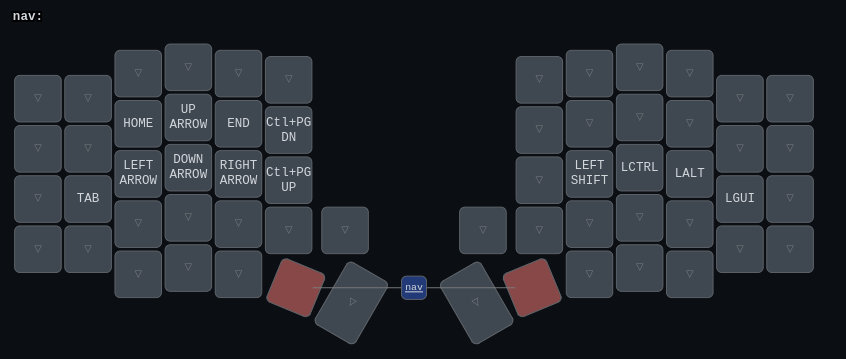 nav:
HOME
UP
ARROW
END
Ctl+PG
DN
TAB
LEFT
ARROW
DOWN
ARROW
RIGHT
ARROW
Ctl+PG
UP
LEFT
SHIFT
LCTRL
LALT
LGUI
nav